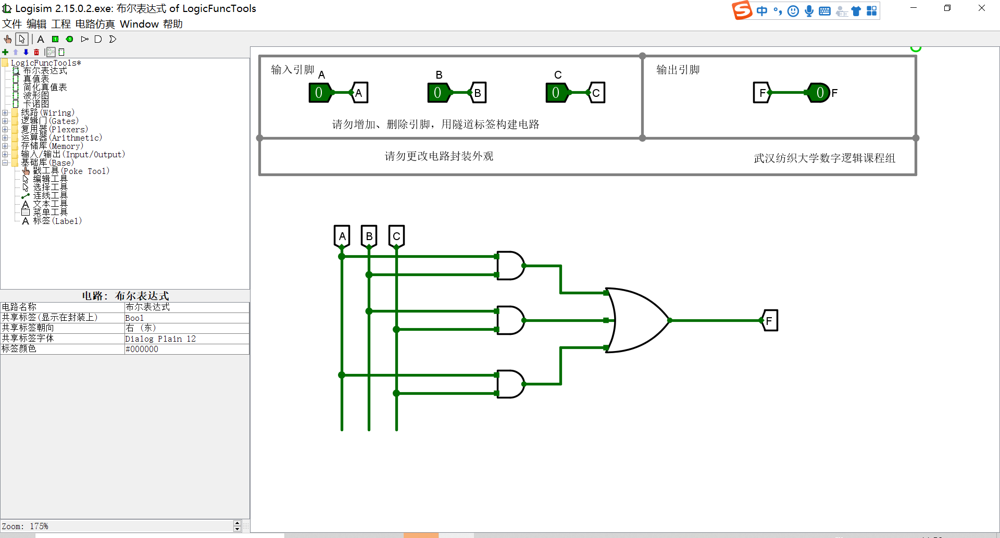 Logisim 2.15.0.2.exe: 布尔表达式 of LogicFuncTools
中
文件 编辑 工程 电路仿真 Window 帮助
A
LogicFuncTools*
布尔表达式
真值表
简化真值表
波形图
卡诺图
线路(Wiring)
逻辑门(Gates)
复用器(Plexers)
运算器(Arithmetic)
存储库(Memory)
输入/输出(Input/Output)
基础库(Base)
戳工具(Poke Tool)
编辑工具
选择工具
连线工具
A 文本工具
菜单工具
A 标签(Label)
电路: 布尔表达式
电路名称 布尔表达式
共享标签(显示在封装上) Bool
共享标签朝向 右 (东)
共享标签字体 Dialog Plain 12
标签颜色 #000000
Zoom: 175%
输入引脚 A B C 输出引脚
0 A 0 B 0 C F 0 F
请勿增加、删除引脚，用隧道标签构建电路
请勿更改电路封装外观 武汉纺织大学数字逻辑课程组
A B C
F